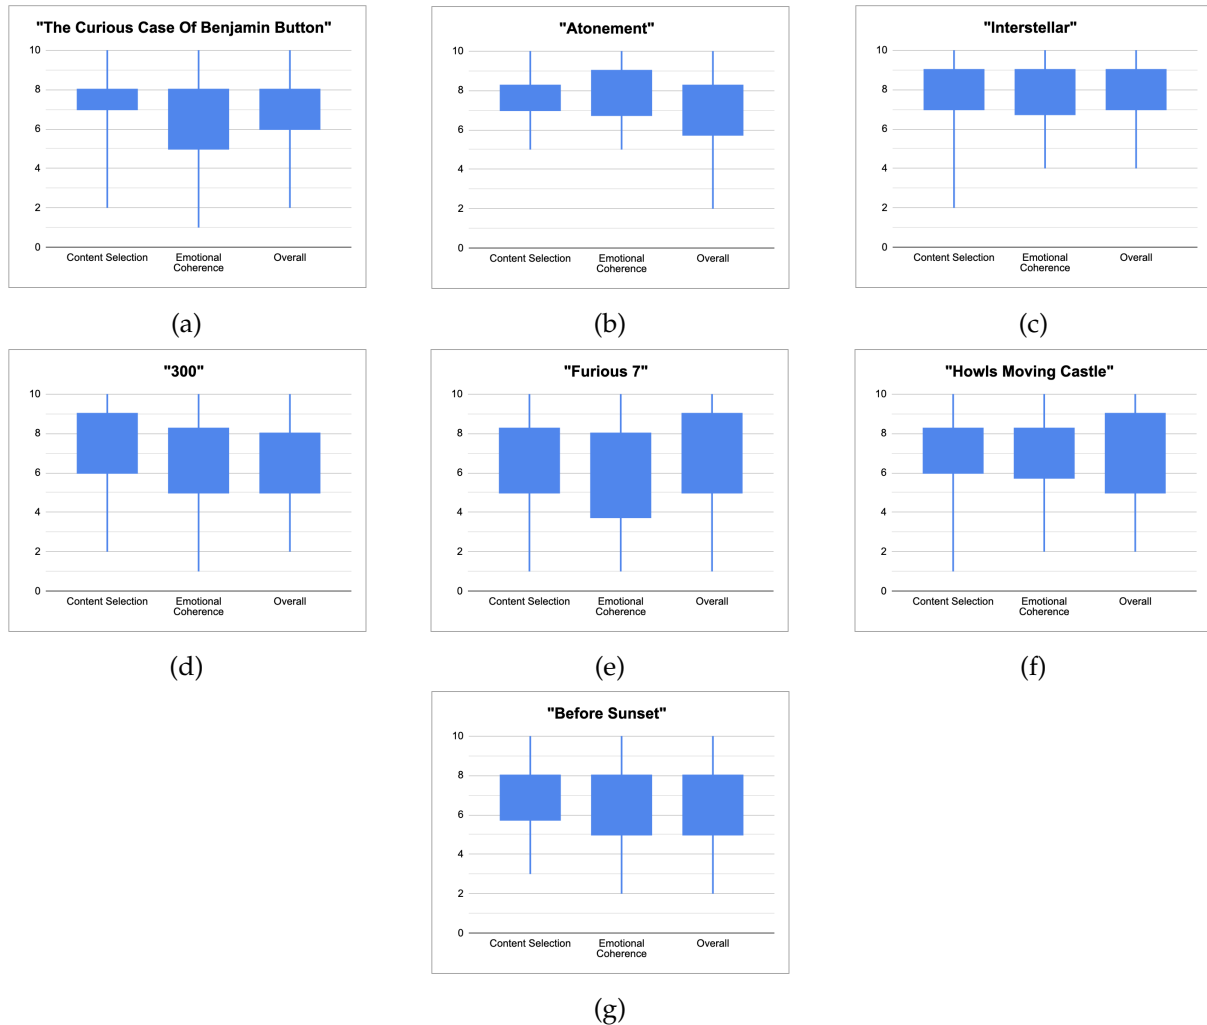 "The Curious Case Of Benjamin Button"
10
8
6
4
2
0
Content Selection
Emotional
Coherence
Overall
(a)
"Atonement"
10
8
6
4
2
0
Content Selection
Emotional
Coherence
Overall
(b)
"Interstellar"
10
8
6
4
2
0
Content Selection
Emotional
Coherence
Overall
(c)
"300"
10
8
6
4
2
0
Content Selection
Emotional
Coherence
Overall
(d)
"Furious 7"
10
8
6
4
2
0
Content Selection
Emotional
Coherence
Overall
(e)
"Howls Moving Castle"
10
8
6
4
2
0
Content Selection
Emotional
Coherence
Overall
(f)
"Before Sunset"
10
8
6
4
2
0
Content Selection
Emotional
Coherence
Overall
(g)